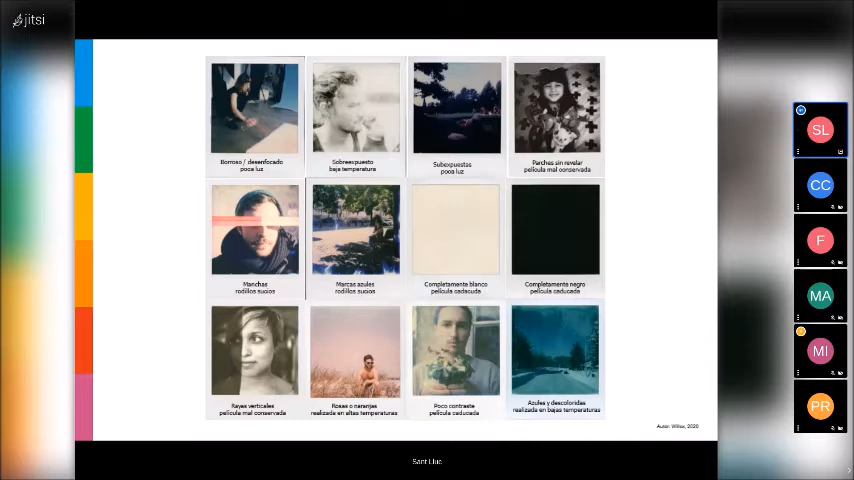 jitsi
Borroso / desenfocado
poca luz
Sobreexpuesto
baja temperatura
Subexpuestas
poca luz
Parches sin revelar
película mal conservada
Manchas
rodillos sucios
Marcas azules
rodillos sucios
Completamente blanco
película caducada
Completamente negro
película caducada
Rayas verticales
película mal conservada
Rosas o naranjas
realizada en altas temperaturas
Poco contraste
película caducada
Azules y descoloridas
realizada en bajas temperaturas
SL
CC
F
MA
MI
PR
Sant Lluc